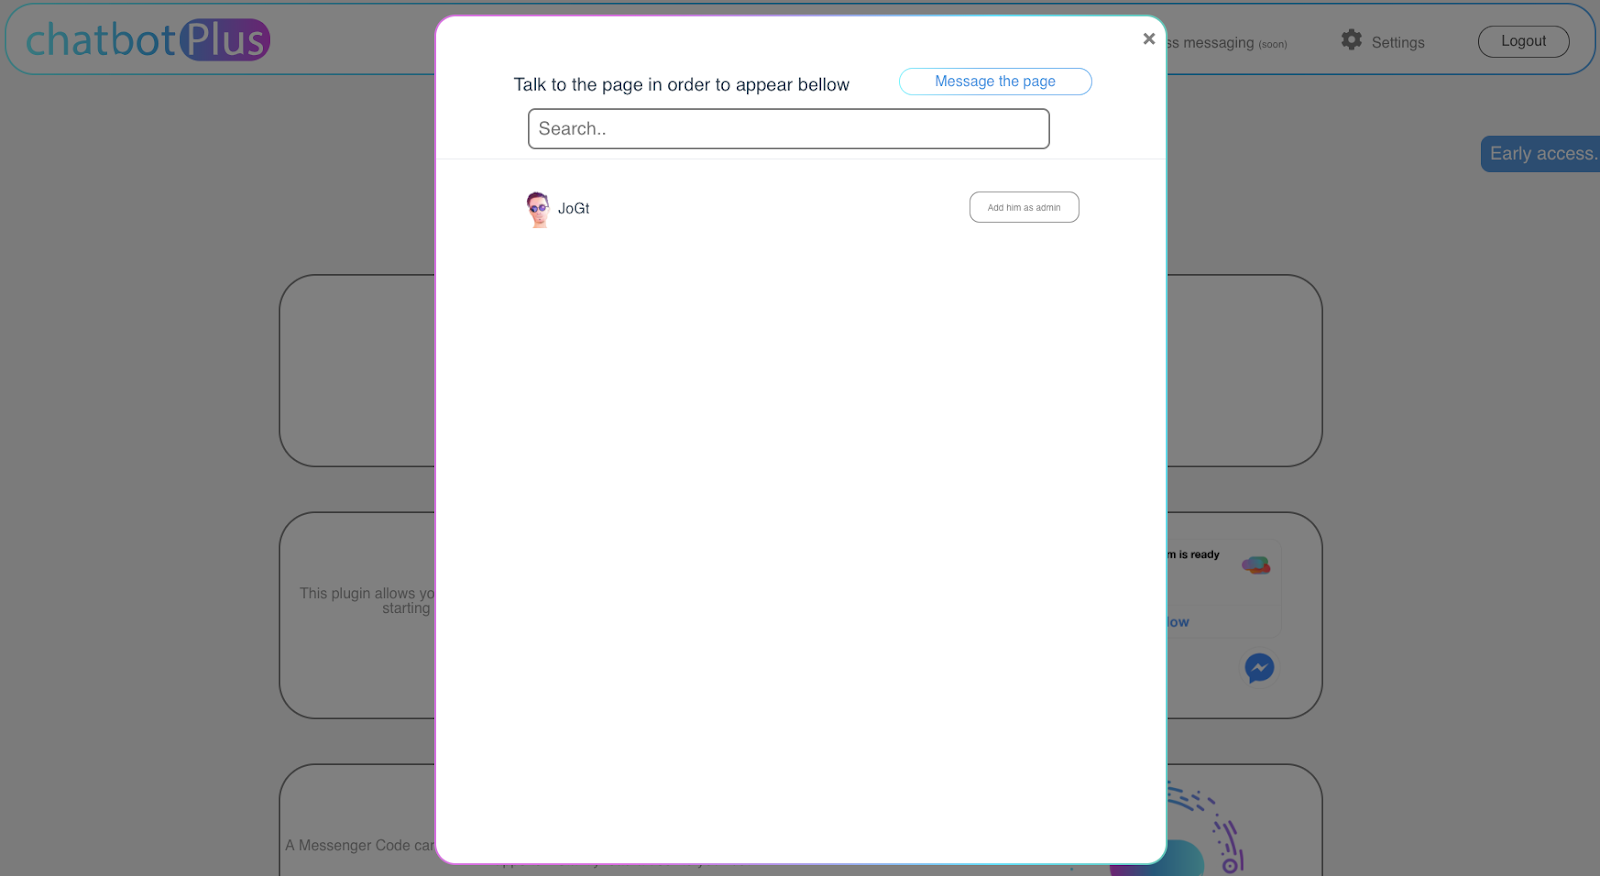 chatbotPlus
ss messaging (soon)
Settings
Logout
Talk to the page in order to appear bellow
Message the page
Search..
Early access.
JoGt
Add him as admin
m is ready
This plugin allows yo
starting
low
A Messenger Code car